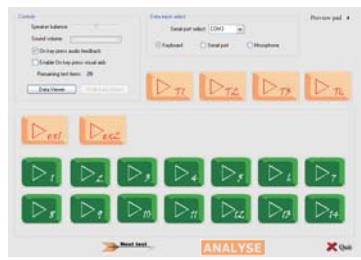 Controls
Speaker balance
Sound volume
On key press audio feedback
Enable On key press visual aids
Remaining test items 28
Data Viewer
Data input select
Serial port select COM3
Keyboard Serial port Microphone
Preview pad 4
T1 T2 T3 T4
ex1 ex2
1 2 3 4 5 6 7
8 9 10 11 12 13 14
Next test ANALYSE Quit